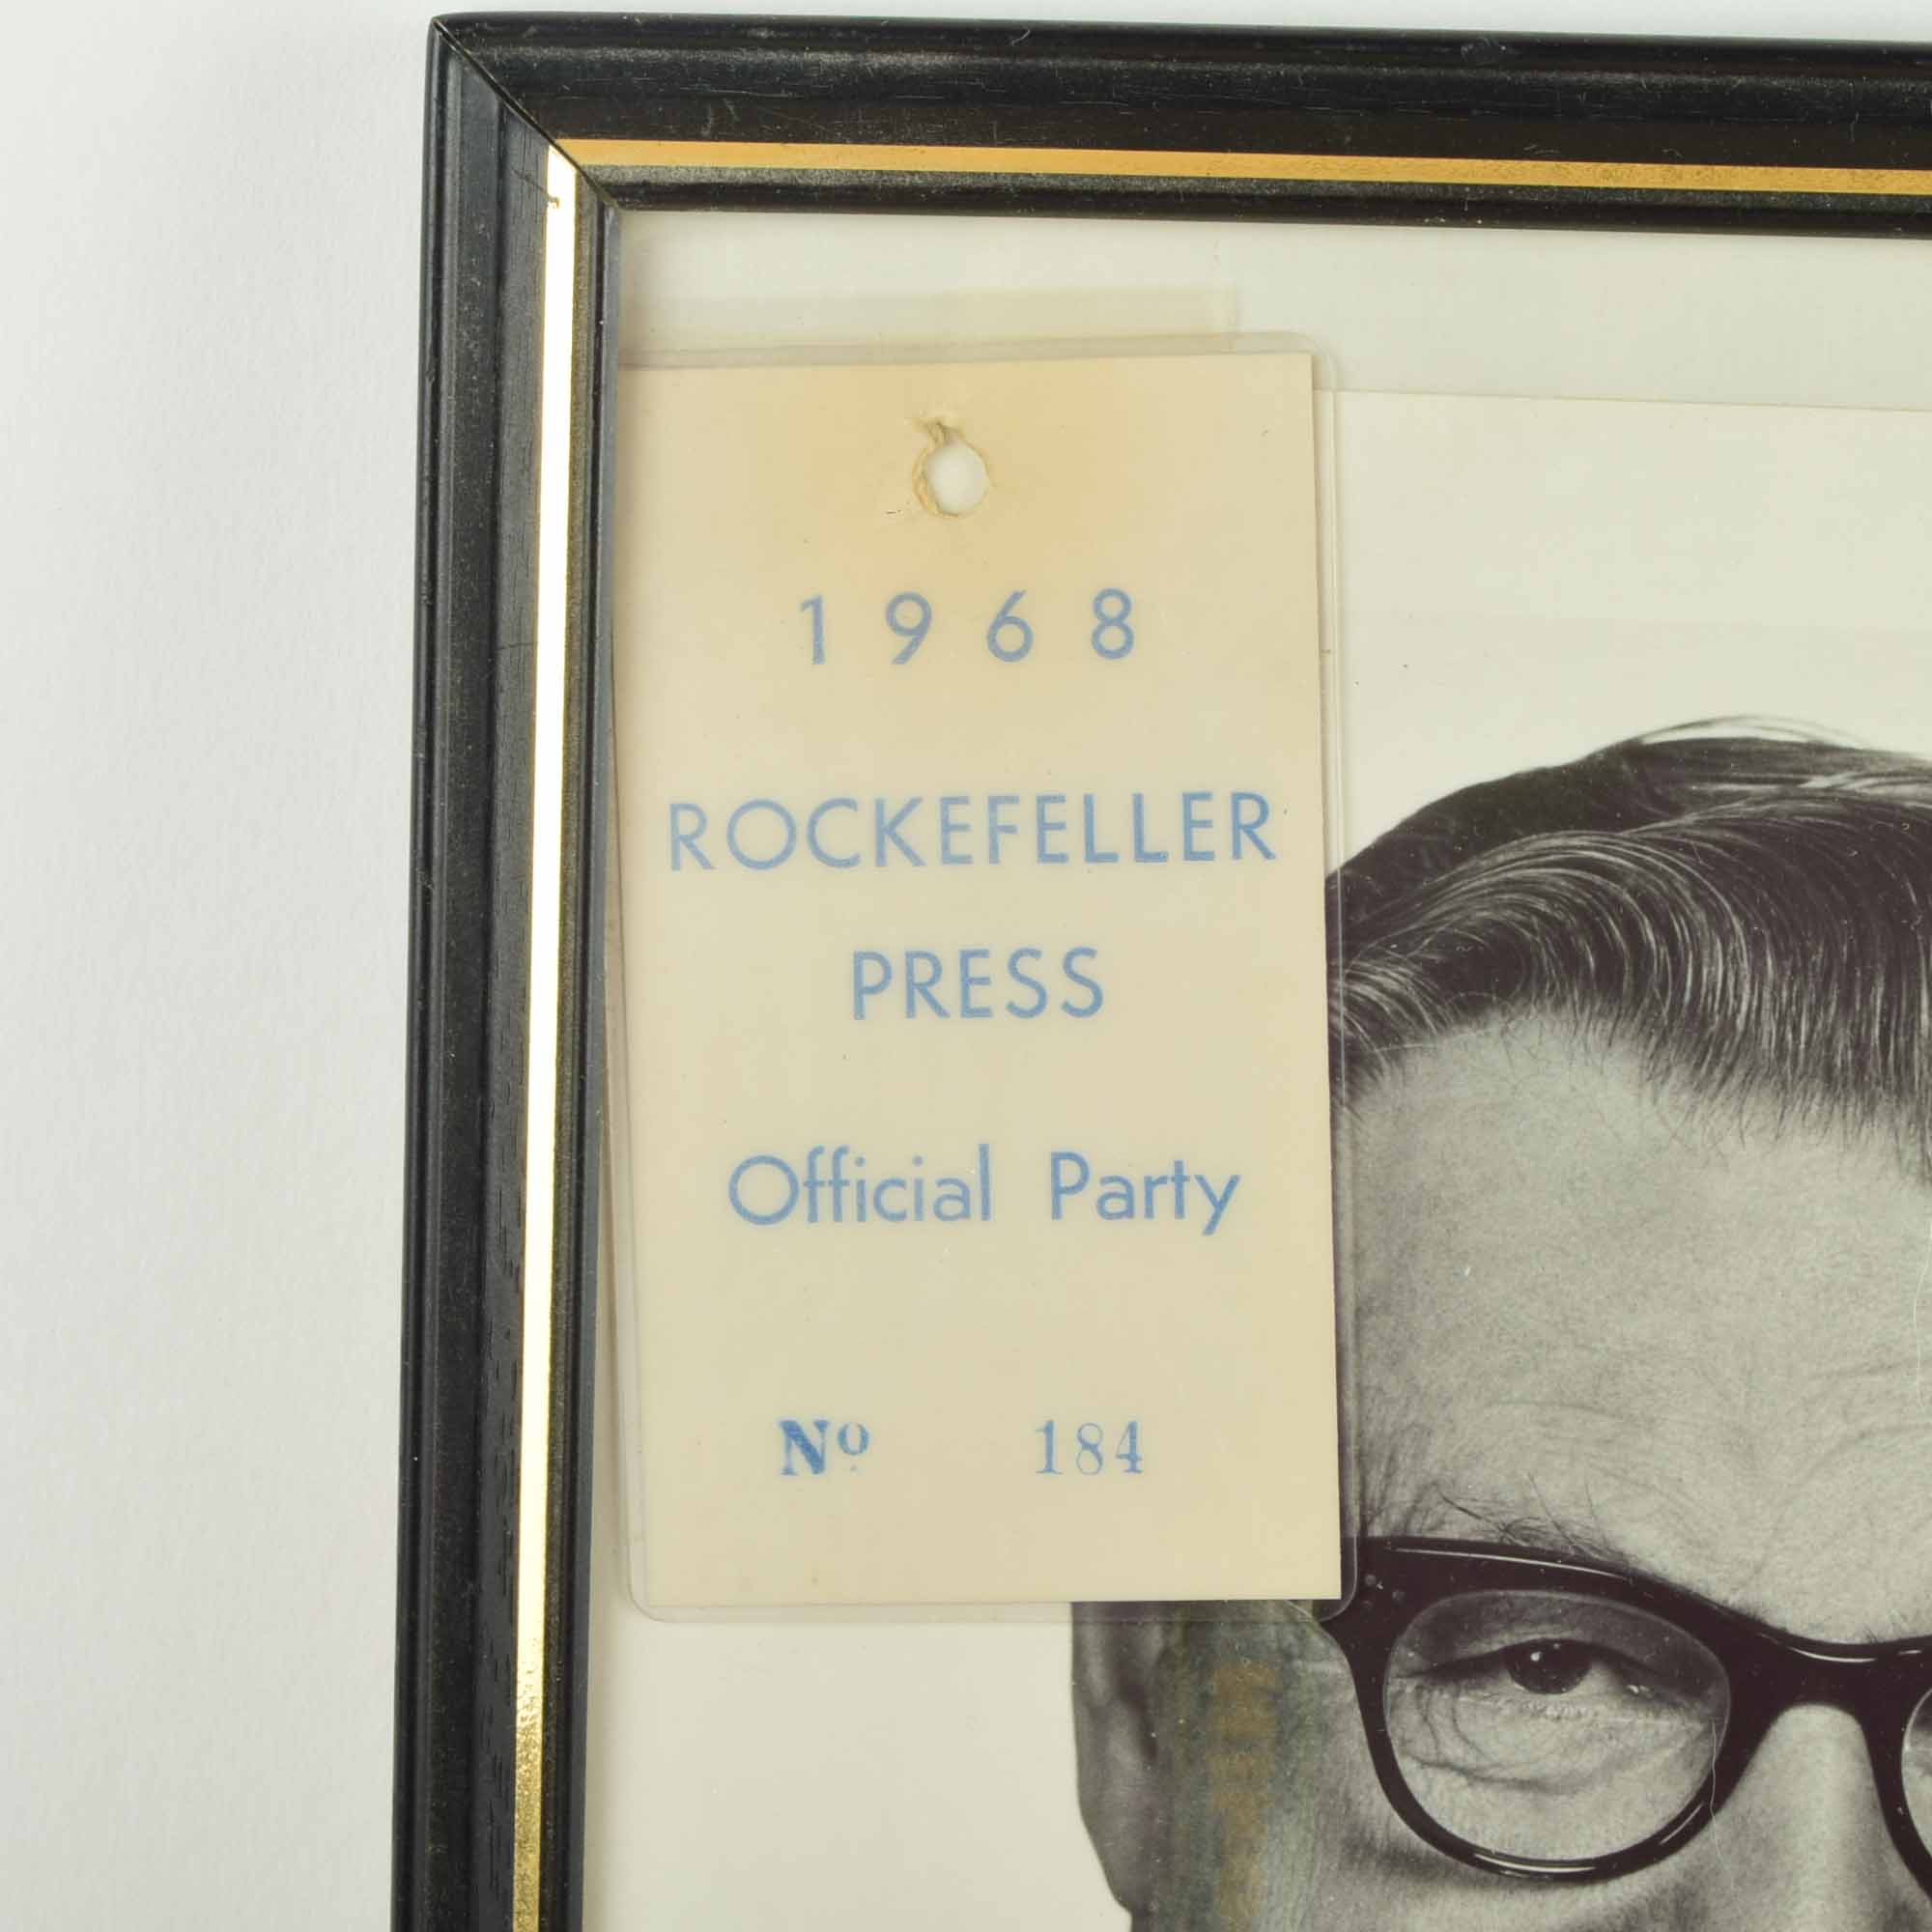 1968
ROCKEFELLER
PRESS
Official Party
Nº 184